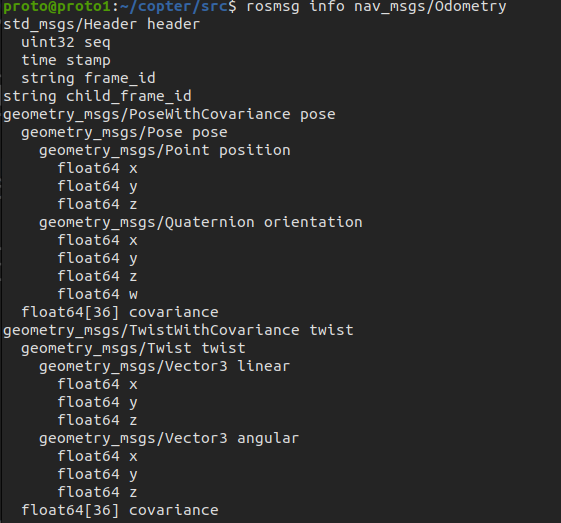 proto@proto1:~/copter/src$ rosmsg info nav_msgs/Odometry
std_msgs/Header header
  uint32 seq
  time stamp
  string frame_id
string child_frame_id
geometry_msgs/PoseWithCovariance pose
  geometry_msgs/Pose pose
    geometry_msgs/Point position
      float64 x
      float64 y
      float64 z
    geometry_msgs/Quaternion orientation
      float64 x
      float64 y
      float64 z
      float64 w
  float64[36] covariance
geometry_msgs/TwistWithCovariance twist
  geometry_msgs/Twist twist
    geometry_msgs/Vector3 linear
      float64 x
      float64 y
      float64 z
    geometry_msgs/Vector3 angular
      float64 x
      float64 y
      float64 z
  float64[36] covariance